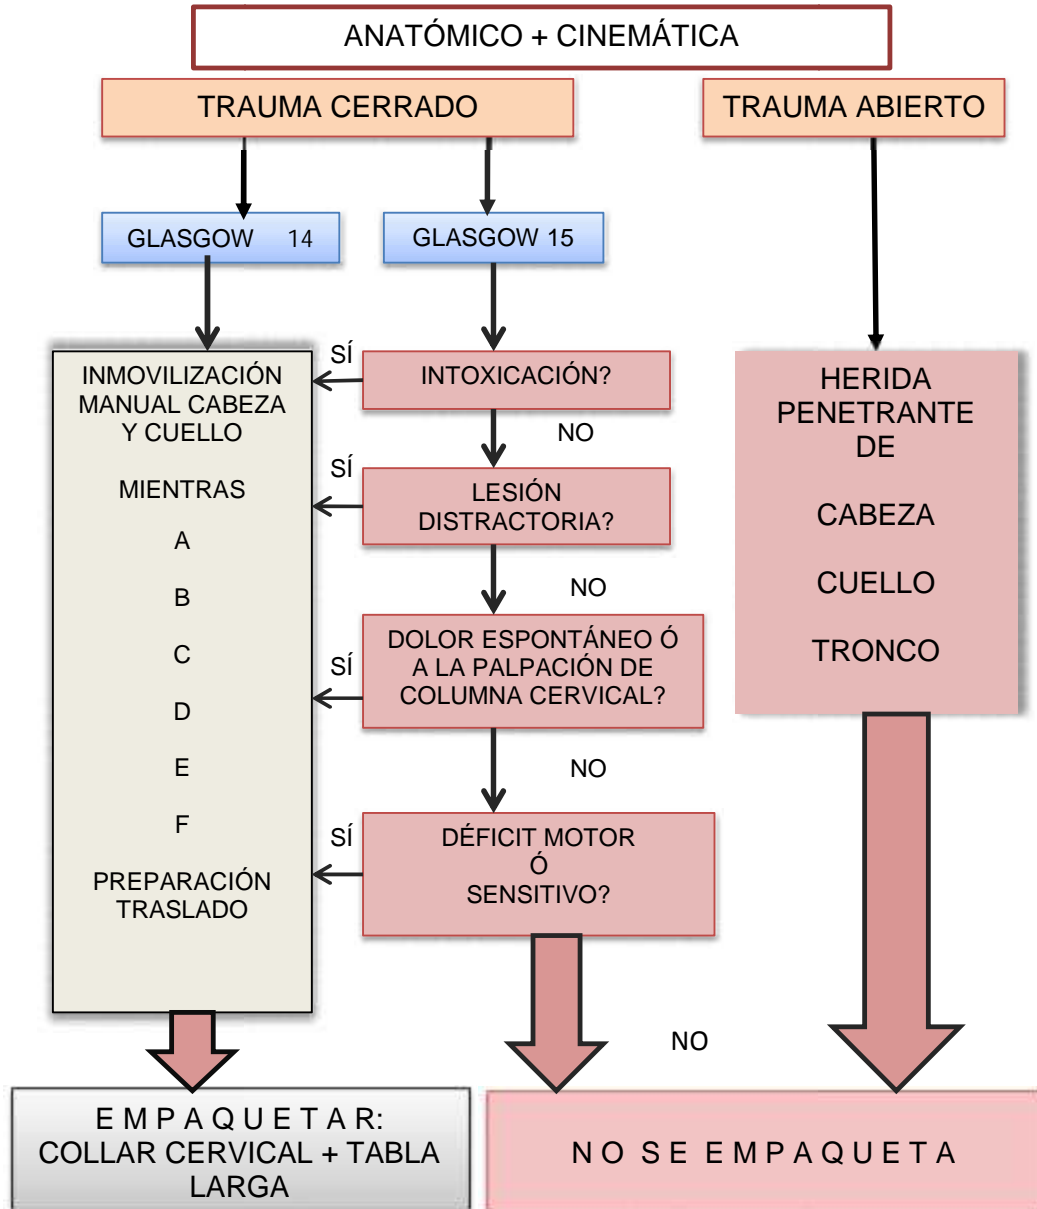 ANATÓMICO + CINEMÁTICA
TRAUMA CERRADO
TRAUMA ABIERTO
GLASGOW 14
GLASGOW 15
INMOVILIZACIÓN
MANUAL CABEZA
Y CUELLO
MIENTRAS
A
B
C
D
E
F
PREPARACIÓN
TRASLADO
SÍ
INTOXICACIÓN?
NO
SÍ
LESIÓN
DISTRACTORIA?
NO
SÍ
DOLOR ESPONTÁNEO Ó
A LA PALPACIÓN DE
COLUMNA CERVICAL?
NO
SÍ
DÉFICIT MOTOR
Ó
SENSITIVO?
NO
HERIDA
PENETRANTE
DE
CABEZA
CUELLO
TRONCO
E M P A Q U E T A R:
COLLAR CERVICAL + TABLA
LARGA
N O S E E M P A Q U E T A